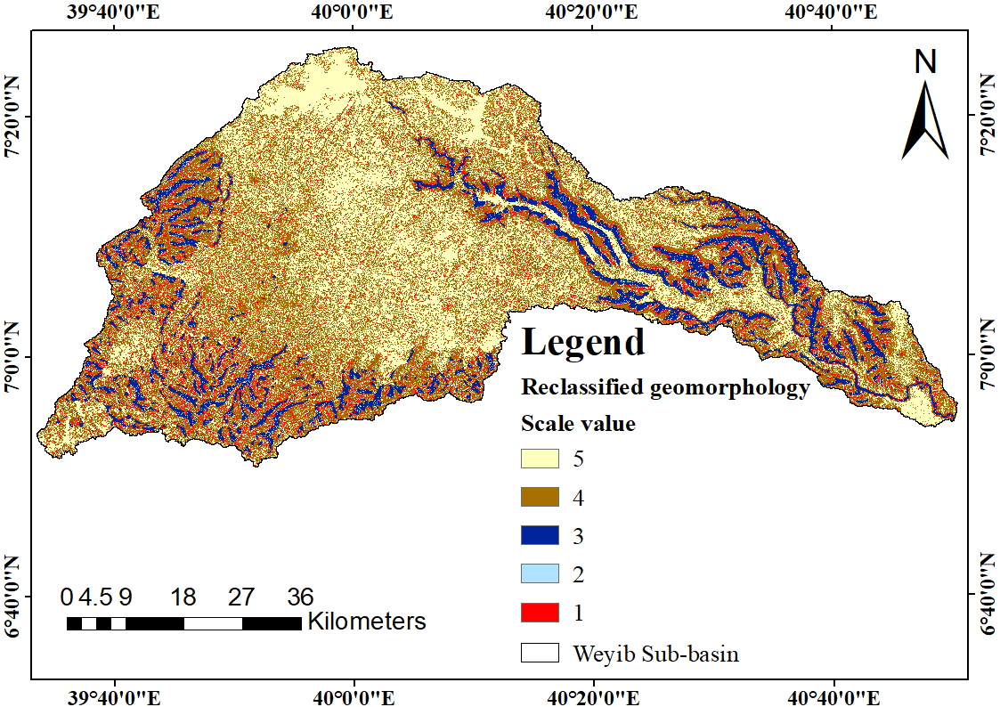 39°40'0"E 40°0'0"E 40°20'0"E 40°40'0"E
N
7°20'0"N 7°20'0"N
7°0'0"N 7°0'0"N
Legend
Reclassified geomorphology
Scale value
5
4
3
2
1
Weyib Sub-basin
6°40'0"N 6°40'0"N
0 4.5 9 18 27 36
Kilometers
39°40'0"E 40°0'0"E 40°20'0"E 40°40'0"E